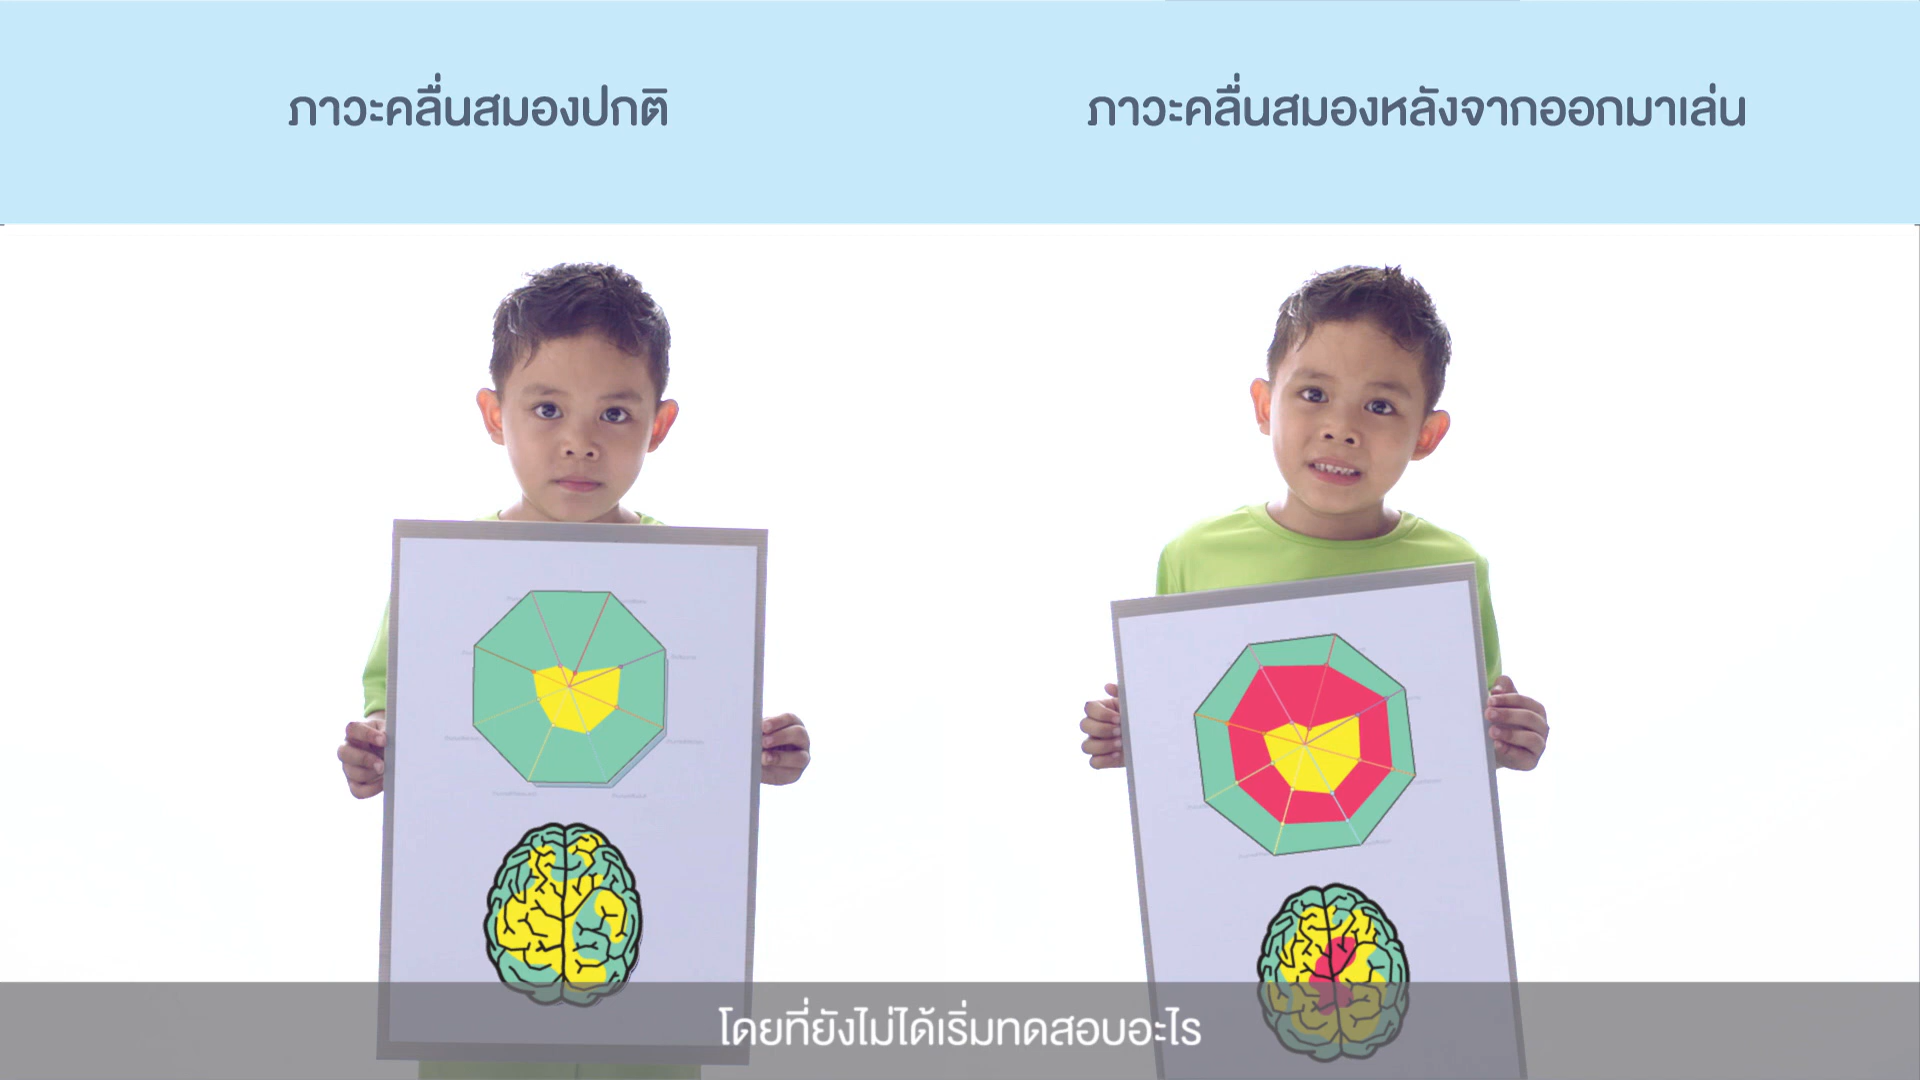 ภาวะคลื่นสมองปกติ
ภาวะคลื่นสมองหลังจากออกมาเล่น
โดยที่ยังไม่ได้เริ่มทดสอบอะไร